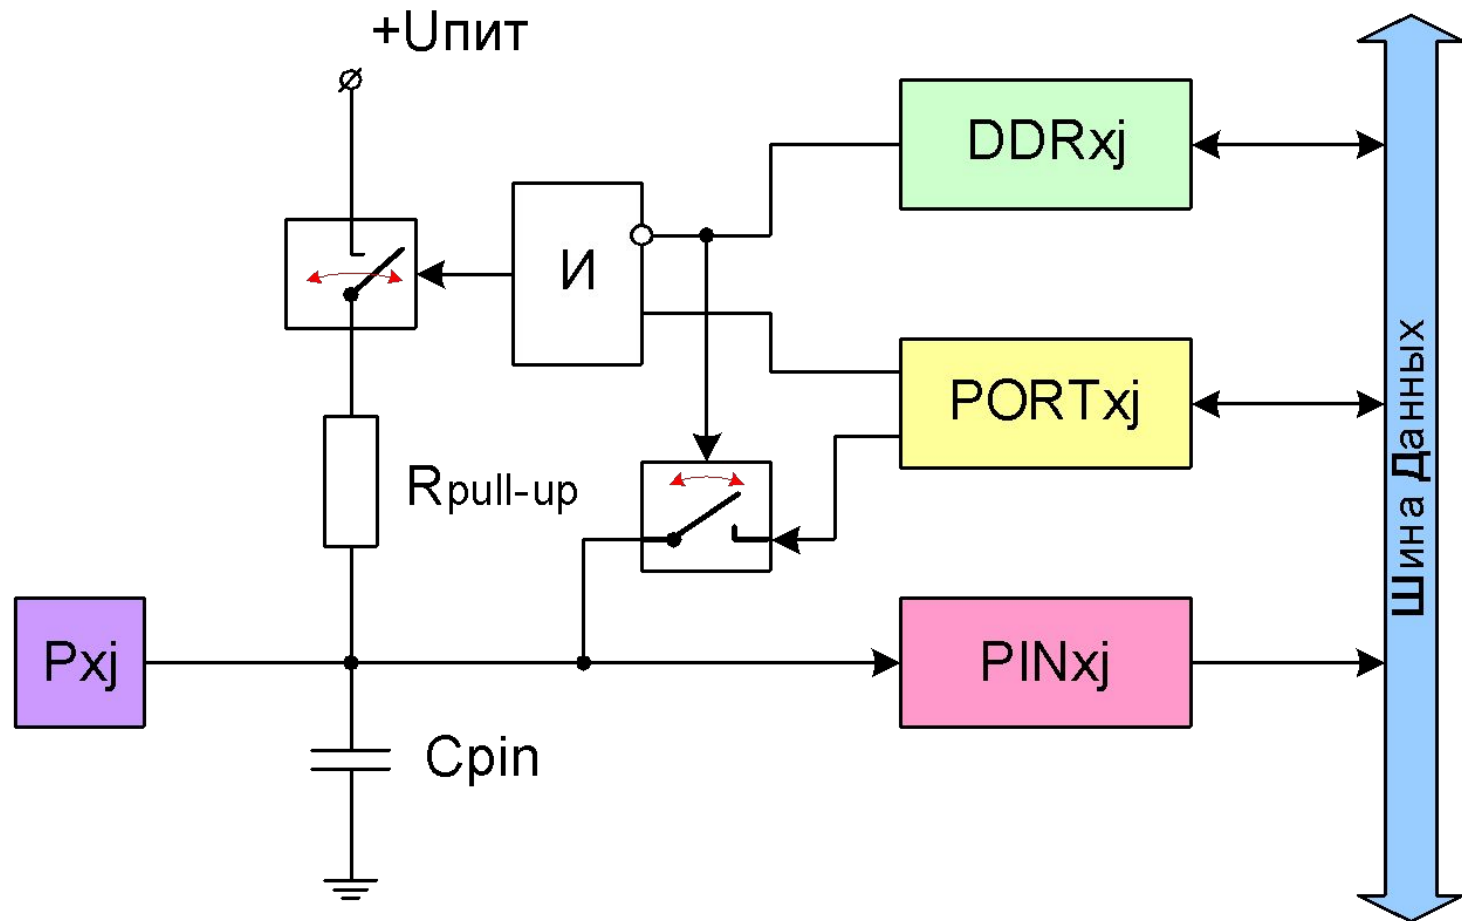 +Uпит
DDRxj
И
PORTxj
Rpull-up
Pxj
PINxj
Cpin
Шина Данных